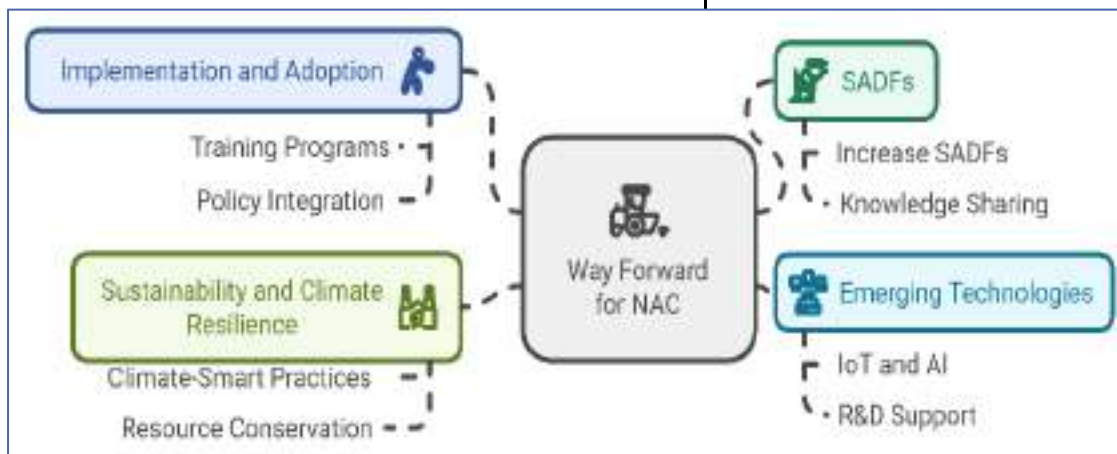 Implementation and Adoption
Training Programs
Policy Integration
Sustainability and Climate
Resilience
Climate-Smart Practices
Resource Conservation
Way Forward
for NAC
SADFs
Increase SADFs
Knowledge Sharing
Emerging Technologies
IoT and AI
R&D Support